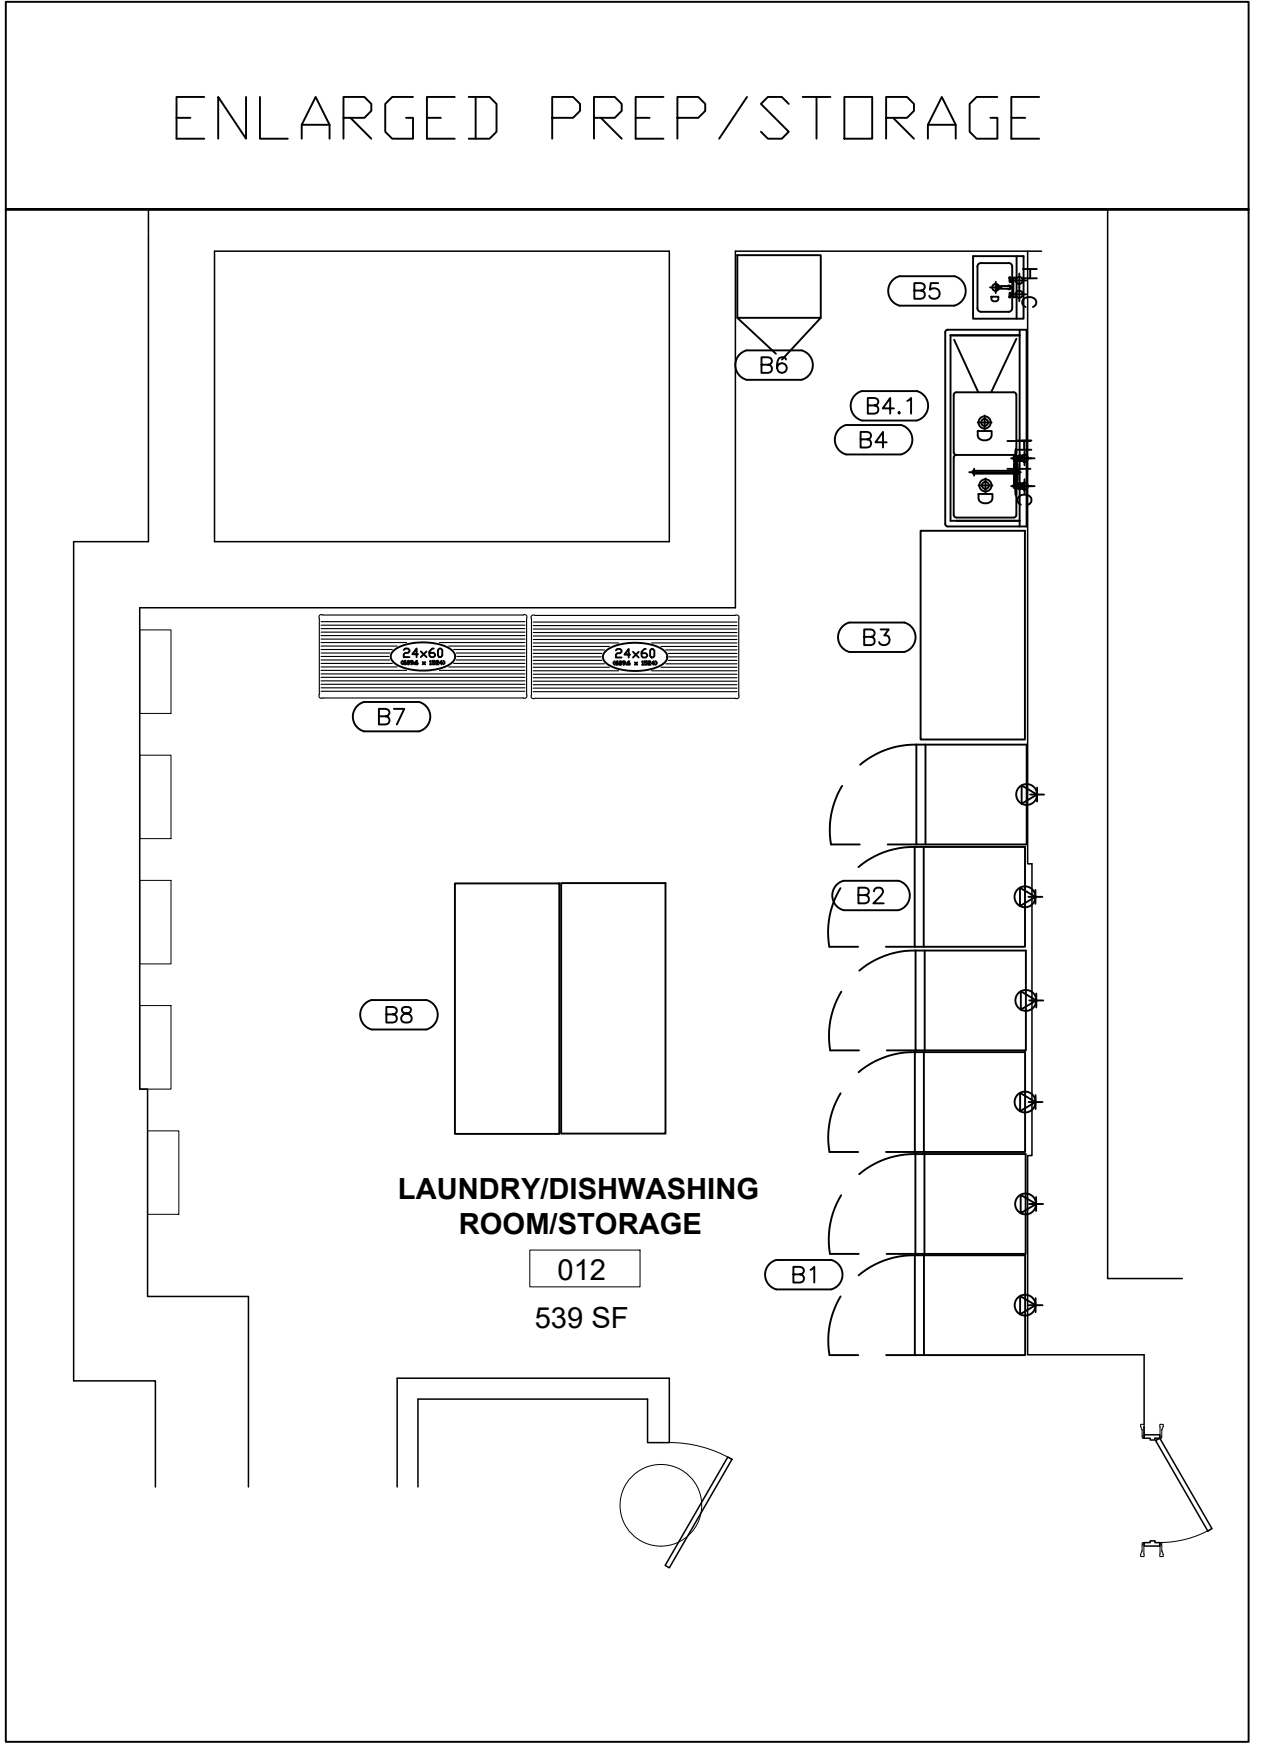 ENLARGED PREP/STORAGE
B5
H
C
B6
B4.1
B4
D
H
D
C
B3
24x60
24x60
B7
B2
B8
LAUNDRY/DISHWASHING
ROOM/STORAGE
012
B1
539 SF